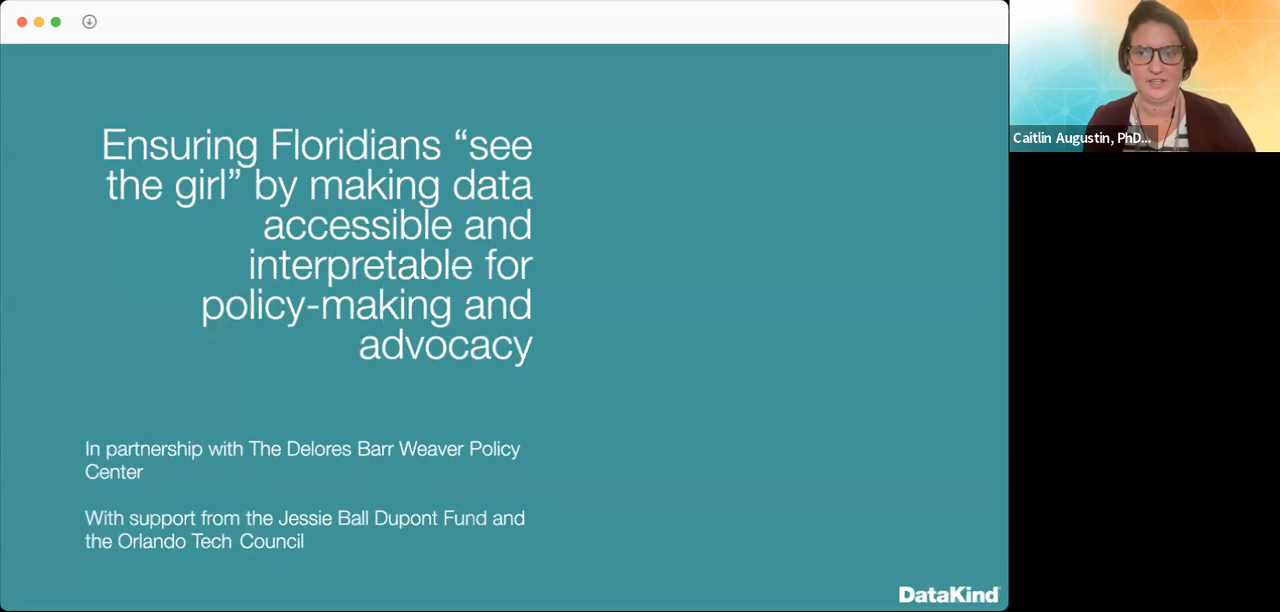 Ensuring Floridians “see
the girl” by making data
accessible and
interpretable for
policy-making and
advocacy
In partnership with The Delores Barr Weaver Policy
Center
With support from the Jessie Ball Dupont Fund and
the Orlando Tech Council
DataKind
Caitlin Augustin, PhD...